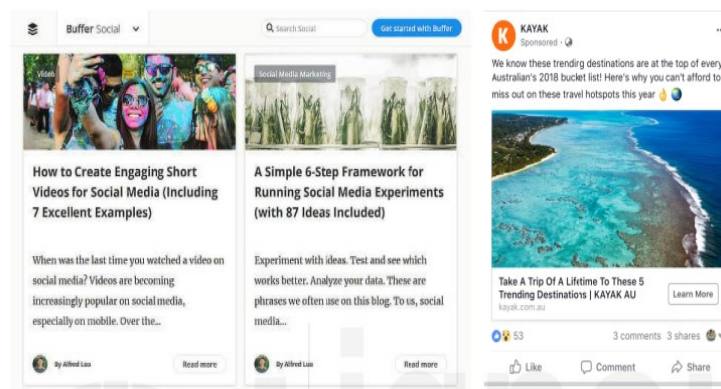 Buffer Social
Search Social
Get started with Buffer
Video
How to Create Engaging Short
Videos for Social Media (Including
7 Excellent Examples)
When was the last time you watched a video on
social media? Videos are becoming
increasingly popular on social media,
especially on mobile. Over the...
By Alfred Lua
Read more
Social Media Marketing
A Simple 6-Step Framework for
Running Social Media Experiments
(with 87 Ideas Included)
Experiment with ideas. Test and see which
works better. Analyze your data. These are
phrases we often use on this blog. To us, social
media...
By Alfred Lua
Read more
K
KAYAK
Sponsored ·
We know these trending destinations are at the top of every
Australian's 2018 bucket list! Here's why you can't afford to
miss out on these travel hotspots this year
Take A Trip Of A Lifetime To These 5
Trending Destinations | KAYAK AU
kayak.com.au
Learn More
53
3 comments 3 shares
Like
Comment
Share